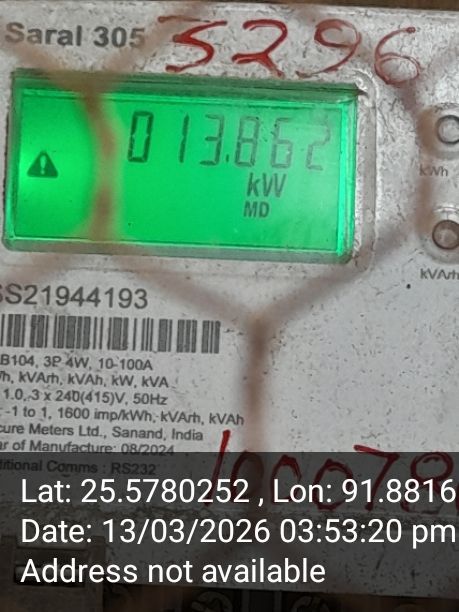 Saral 305
5296
013.862
kW
MD
kWh
kVArh
SS21944193
B104, 3P 4W, 10-100A
h, kVArh, kVAh, kW, kVA
1.0, 3 x 240(415)V, 50Hz
-1 to 1, 1600 imp/kWh, kVArh, kVAh
cure Meters Ltd., Sanand, India
ar of Manufacture: 08/2024
ditional Comms : RS232
Lat: 25.5780252 , Lon: 91.8816
Date: 13/03/2026 03:53:20 pm
Address not available